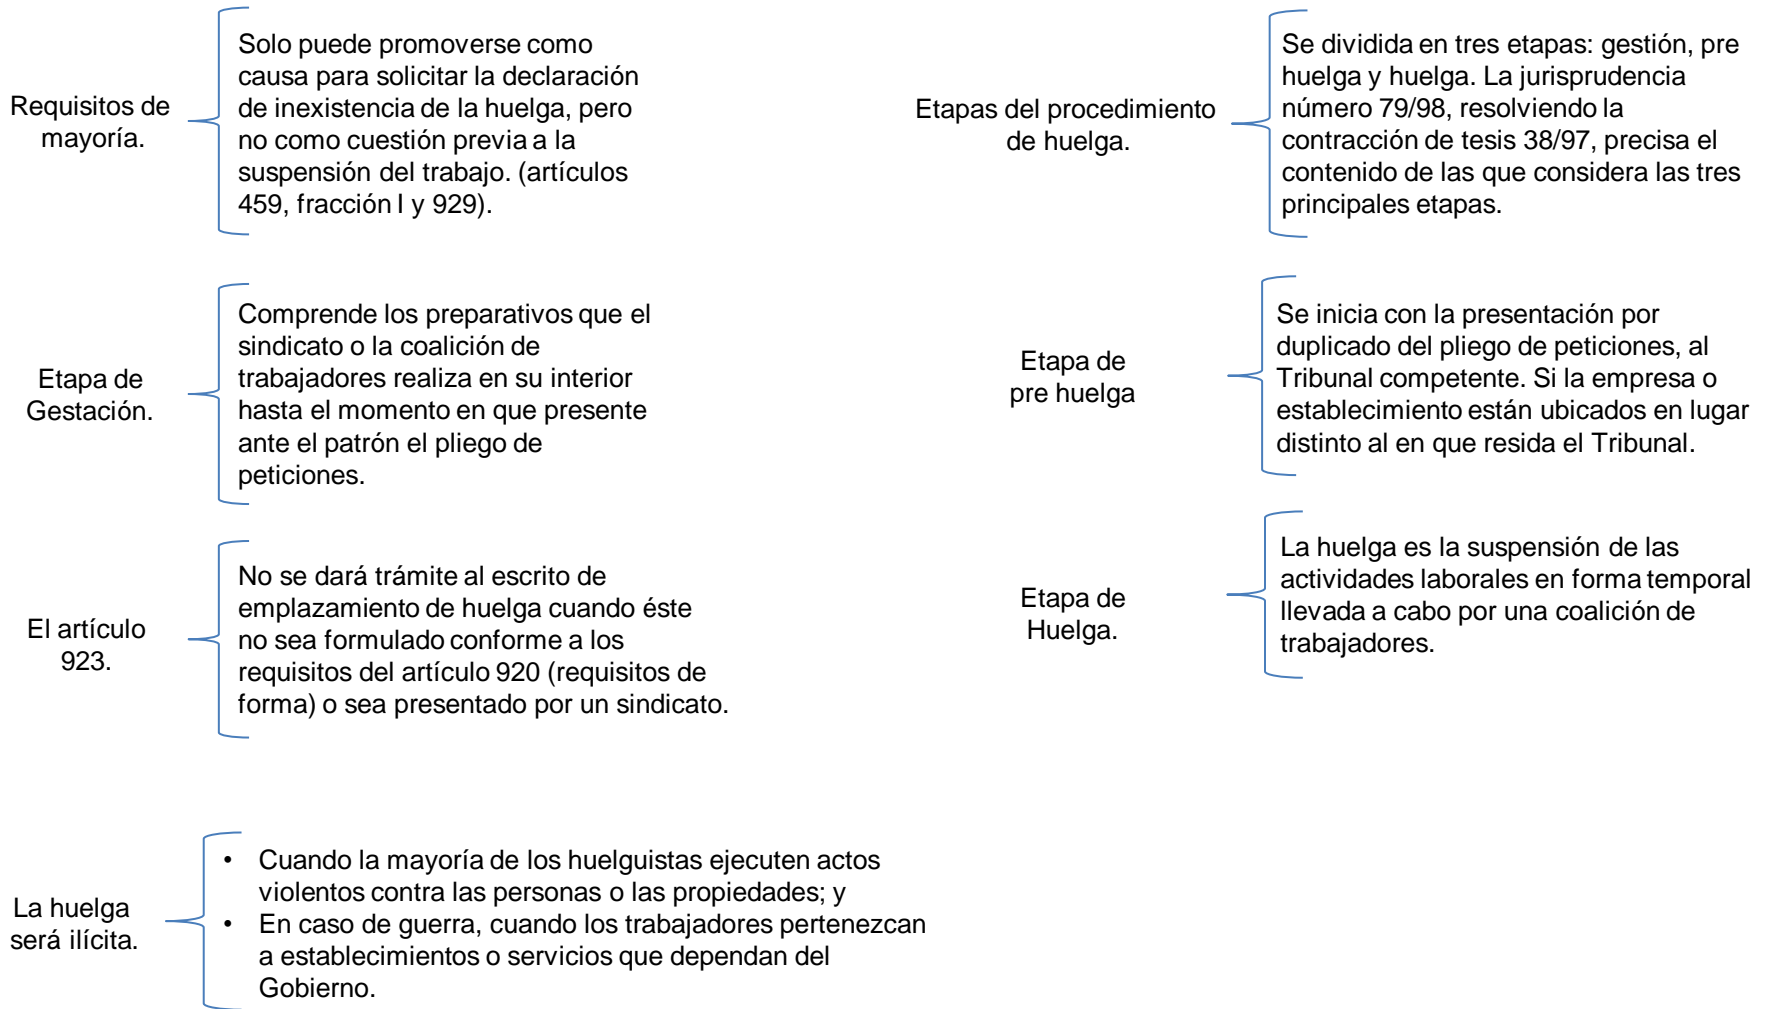 Requisitos de
mayoría.
Solo puede promoverse como
causa para solicitar la declaración
de inexistencia de la huelga, pero
no como cuestión previa a la
suspensión del trabajo. (artículos
459, fracción I y 929).
Etapas del procedimiento
de huelga.
Se dividida en tres etapas: gestión, pre
huelga y huelga. La jurisprudencia
número 79/98, resolviendo la
contracción de tesis 38/97, precisa el
contenido de las que considera las tres
principales etapas.
Etapa de
Gestación.
Comprende los preparativos que el
sindicato o la coalición de
trabajadores realiza en su interior
hasta el momento en que presente
ante el patrón el pliego de
peticiones.
Etapa de
pre huelga
Se inicia con la presentación por
duplicado del pliego de peticiones, al
Tribunal competente. Si la empresa o
establecimiento están ubicados en lugar
distinto al en que resida el Tribunal.
El artículo
923.
No se dará trámite al escrito de
emplazamiento de huelga cuando éste
no sea formulado conforme a los
requisitos del artículo 920 (requisitos de
forma) o sea presentado por un sindicato.
Etapa de
Huelga.
La huelga es la suspensión de las
actividades laborales en forma temporal
llevada a cabo por una coalición de
trabajadores.
La huelga
será ilícita.
• Cuando la mayoría de los huelguistas ejecuten actos
violentos contra las personas o las propiedades; y
• En caso de guerra, cuando los trabajadores pertenezcan
a establecimientos o servicios que dependan del
Gobierno.